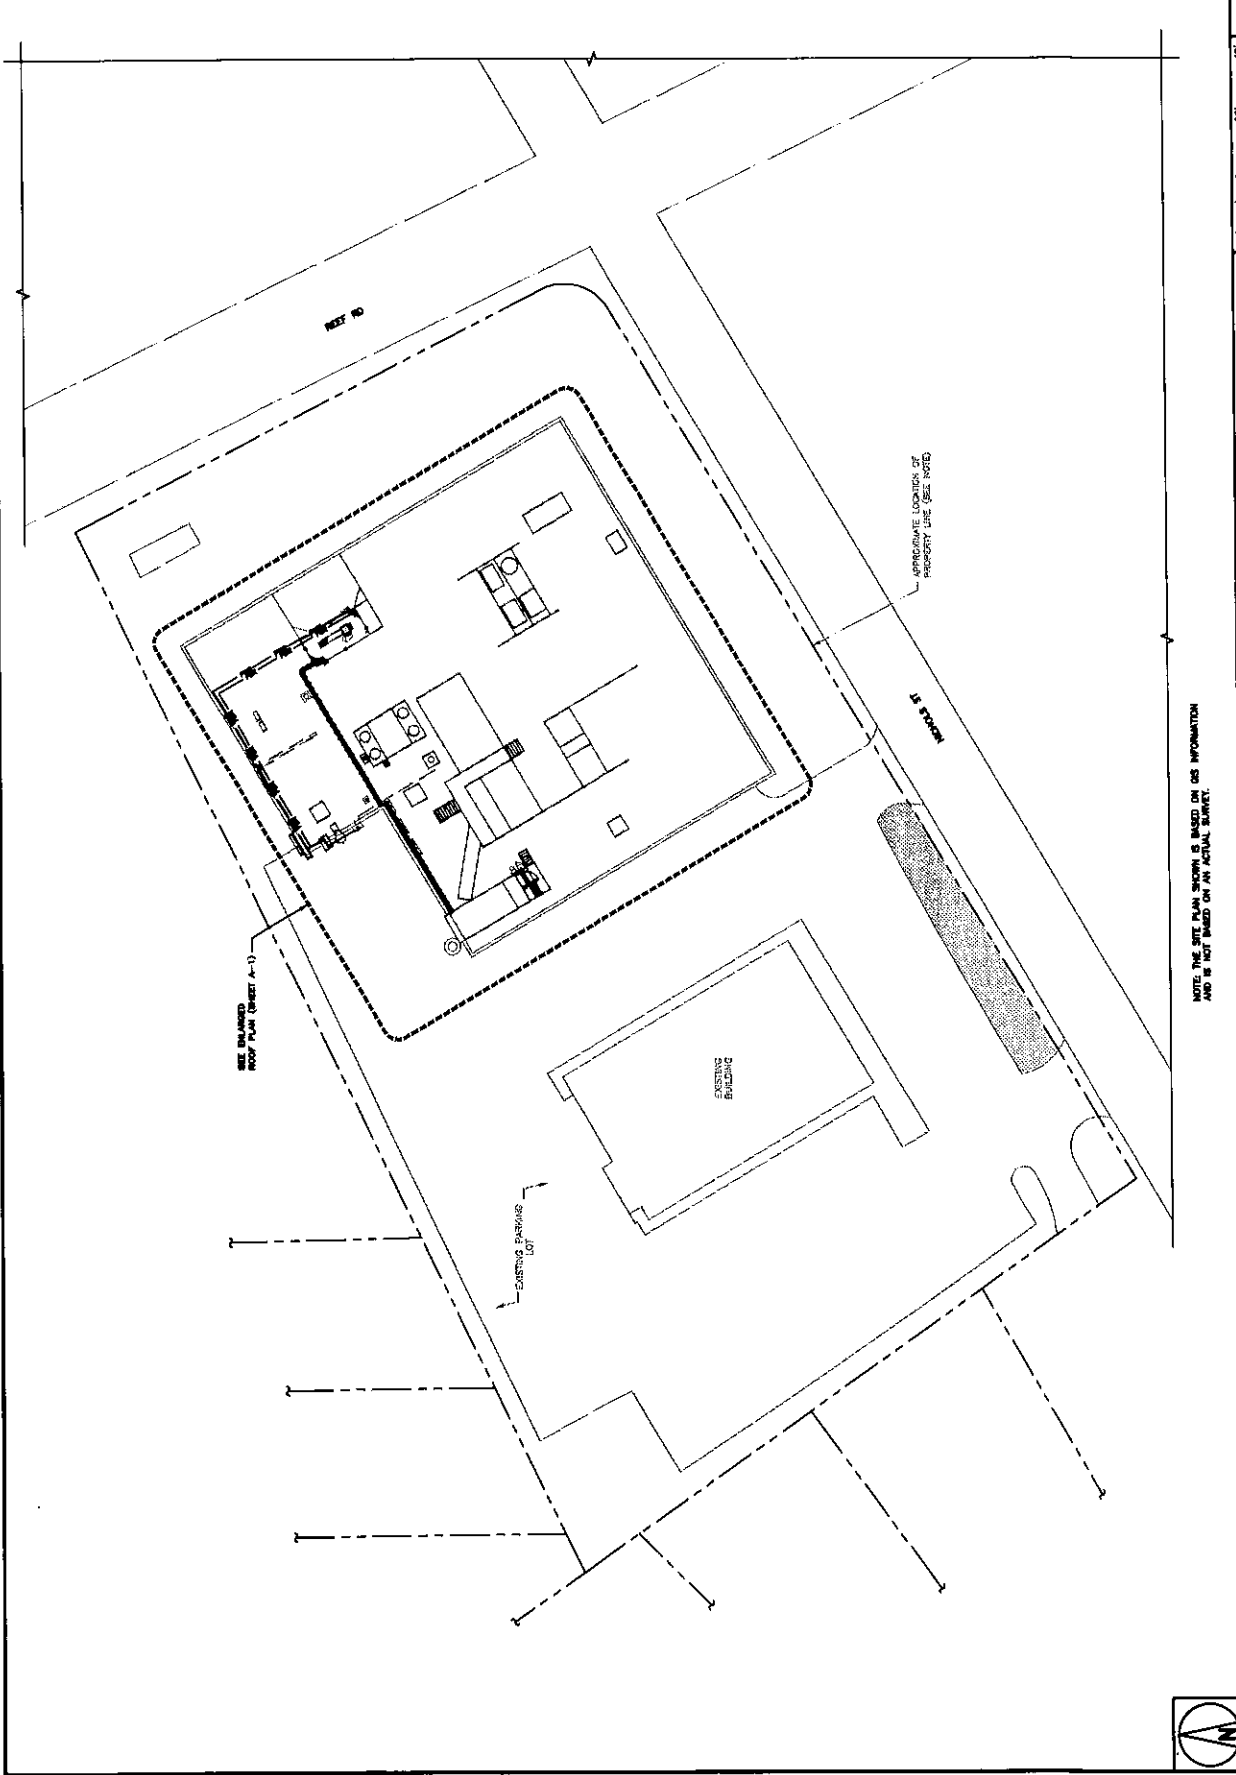 REEF RD
APPROXIMATE LOCATION OF
PROPERTY LINE (SEE NOTE)
NICHOLS ST
SEE ENLARGED
ROOF PLAN (SHEET A-1)
EXISTING
BUILDING
EXISTING PARKING
LOT
NOTE: THE SITE PLAN SHOWN IS BASED ON GIS INFORMATION
AND IS NOT BASED ON AN ACTUAL SURVEY.
N